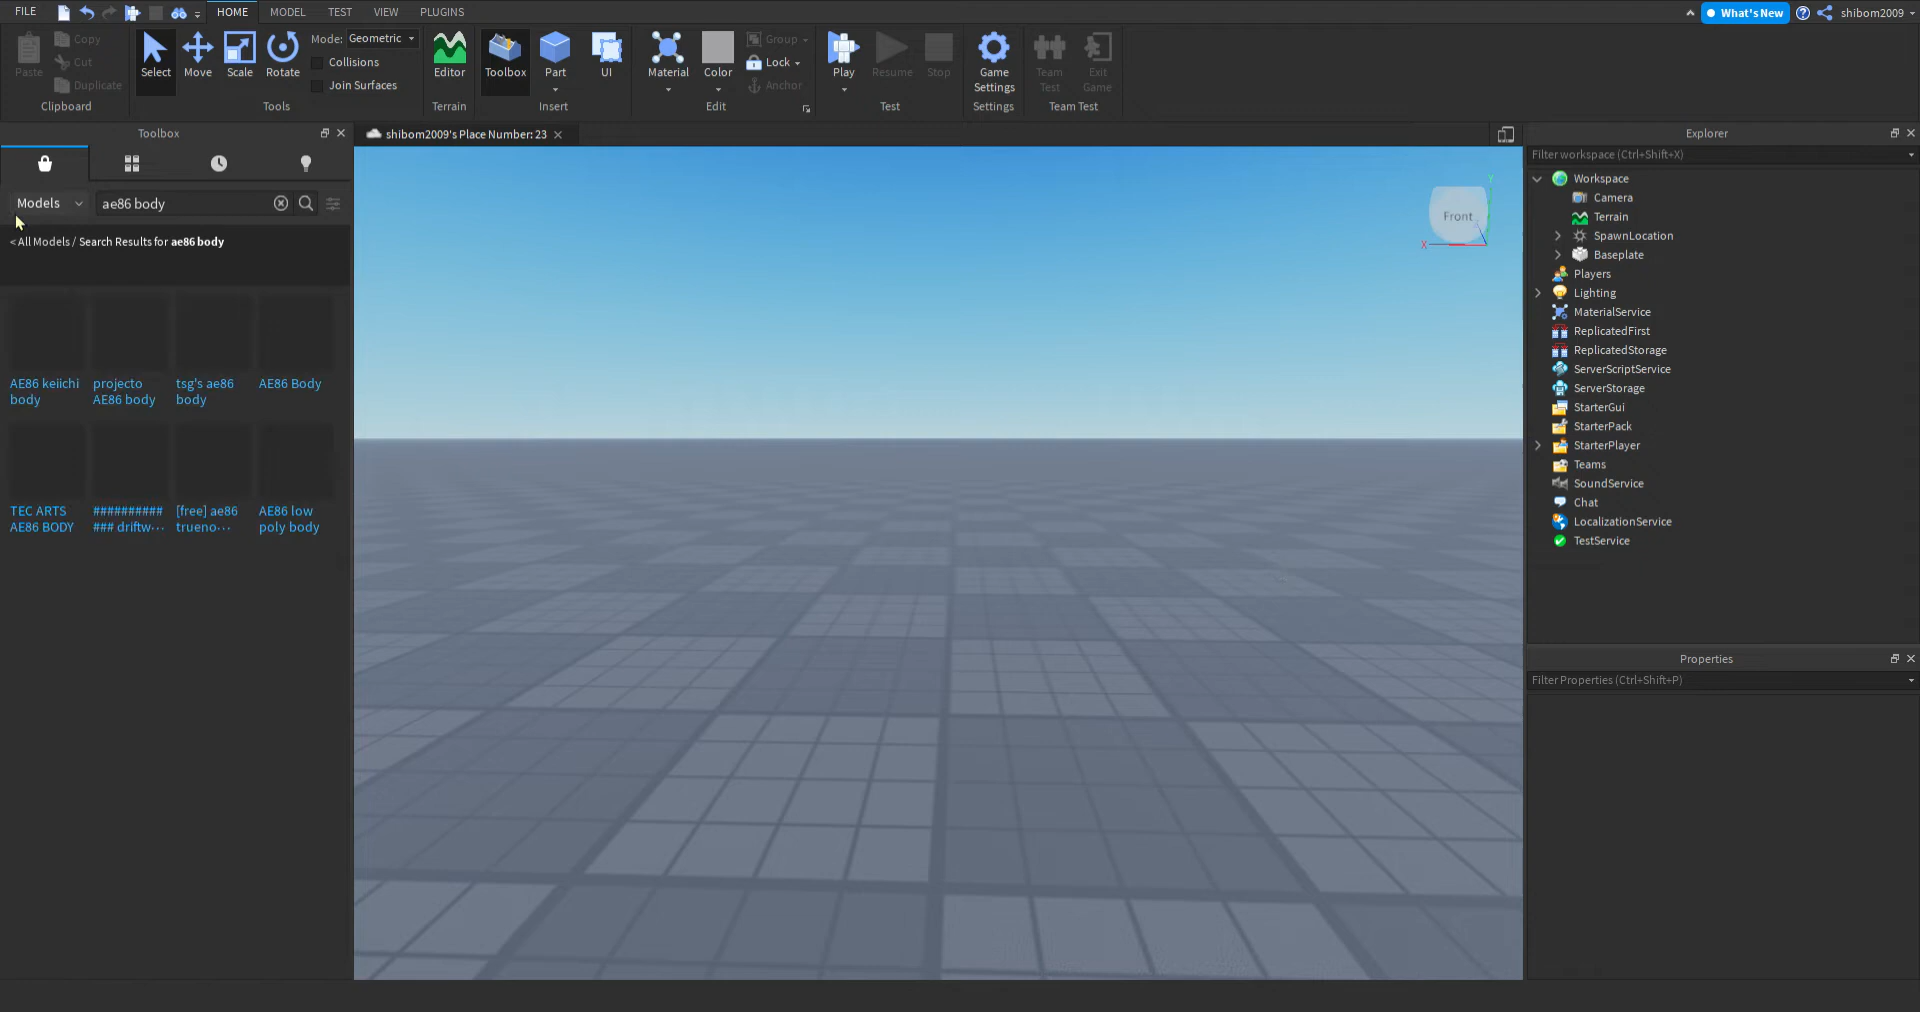 FILE
HOME
MODEL
TEST
VIEW
PLUGINS
What's New
shibom2009
Paste
Copy
Cut
Duplicate
Clipboard
Select
Move
Scale
Rotate
Mode: Geometric
Collisions
Join Surfaces
Tools
Editor
Terrain
Toolbox
Part
UI
Insert
Material
Color
Group
Lock
Anchor
Edit
Play
Resume
Stop
Test
Game
Settings
Settings
Team
Test
Exit
Game
Team Test
Toolbox
shibom2009's Place Number: 23
Models
ae86 body
< All Models / Search Results for ae86 body
AE86 keiichi
body
projecto
AE86 body
tsg's ae86
body
AE86 Body
TEC ARTS
AE86 BODY
##########
### driftw...
[free] ae86
trueno...
AE86 low
poly body
Front
X
Y
Explorer
Filter workspace (Ctrl+Shift+X)
Workspace
Camera
Terrain
SpawnLocation
Baseplate
Players
Lighting
MaterialService
ReplicatedFirst
ReplicatedStorage
ServerScriptService
ServerStorage
StarterGui
StarterPack
StarterPlayer
Teams
SoundService
Chat
LocalizationService
TestService
Properties
Filter Properties (Ctrl+Shift+P)